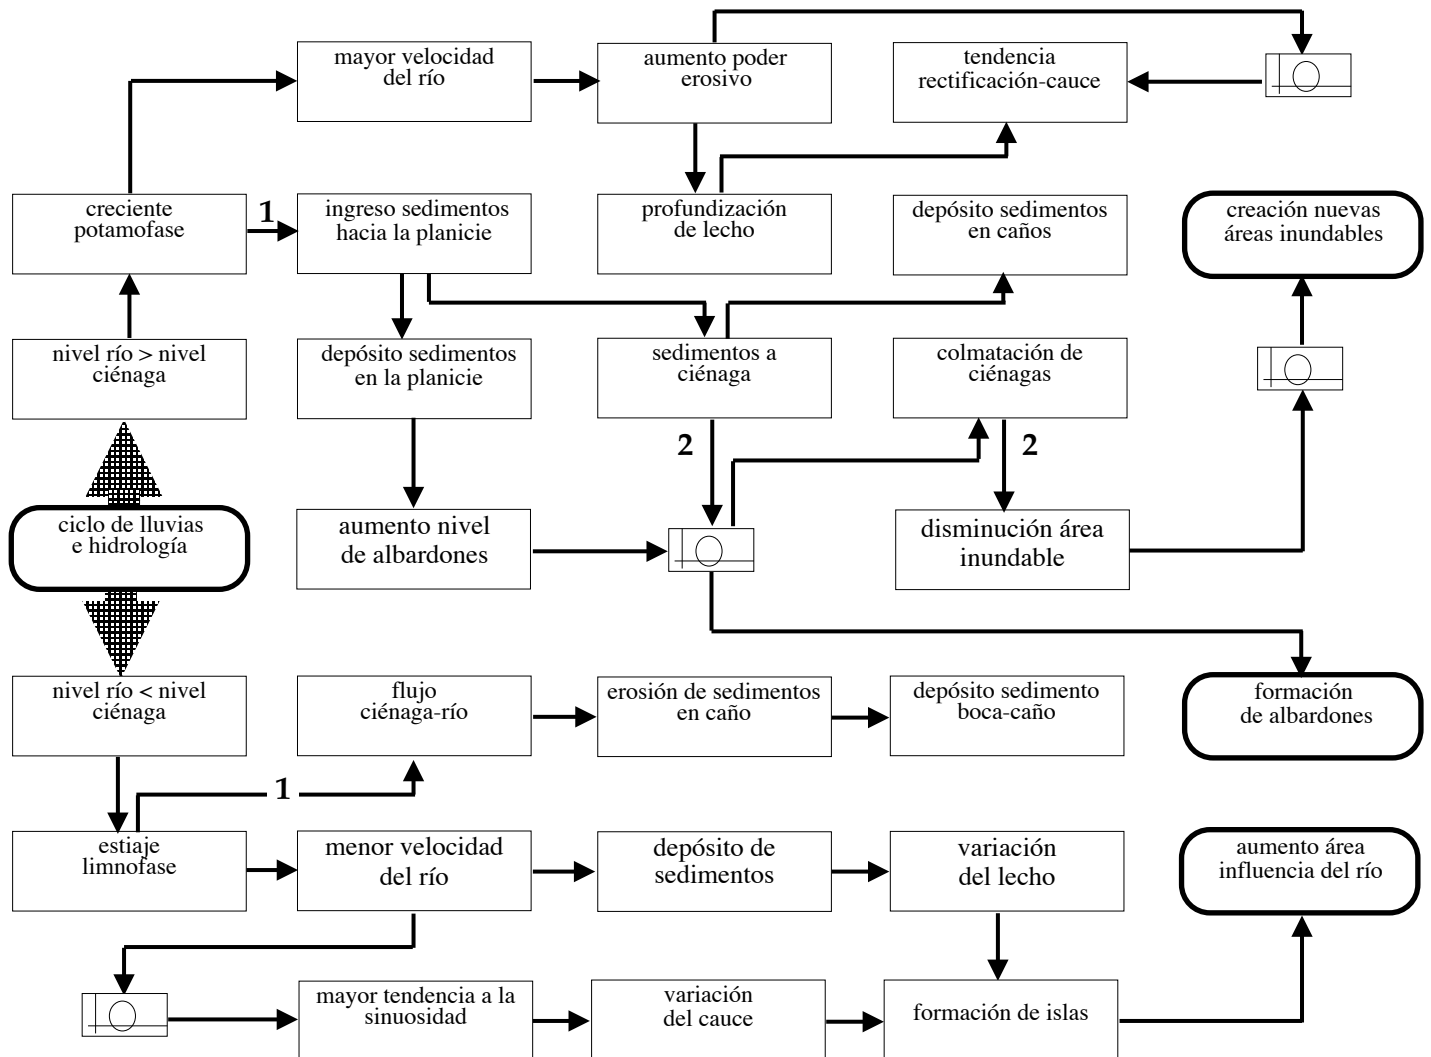 mayor velocidad
del río
aumento poder
erosivo
tendencia
rectificación-cauce
creciente
potamofase
1
ingreso sedimentos
hacia la planicie
profundización
de lecho
depósito sedimentos
en caños
creación nuevas
áreas inundables
nivel río > nivel
ciénaga
depósito sedimentos
en la planicie
sedimentos a
ciénaga
colmatación de
ciénagas
2
2
ciclo de lluvias
e hidrología
aumento nivel
de albardones
disminución área
inundable
nivel río < nivel
ciénaga
flujo
ciénaga-río
erosión de sedimentos
en caño
depósito sedimento
boca-caño
formación
de albardones
1
estiaje
limnofase
menor velocidad
del río
depósito de
sedimentos
variación
del lecho
aumento área
influencia del río
mayor tendencia a la
sinuosidad
variación
del cauce
formación de islas